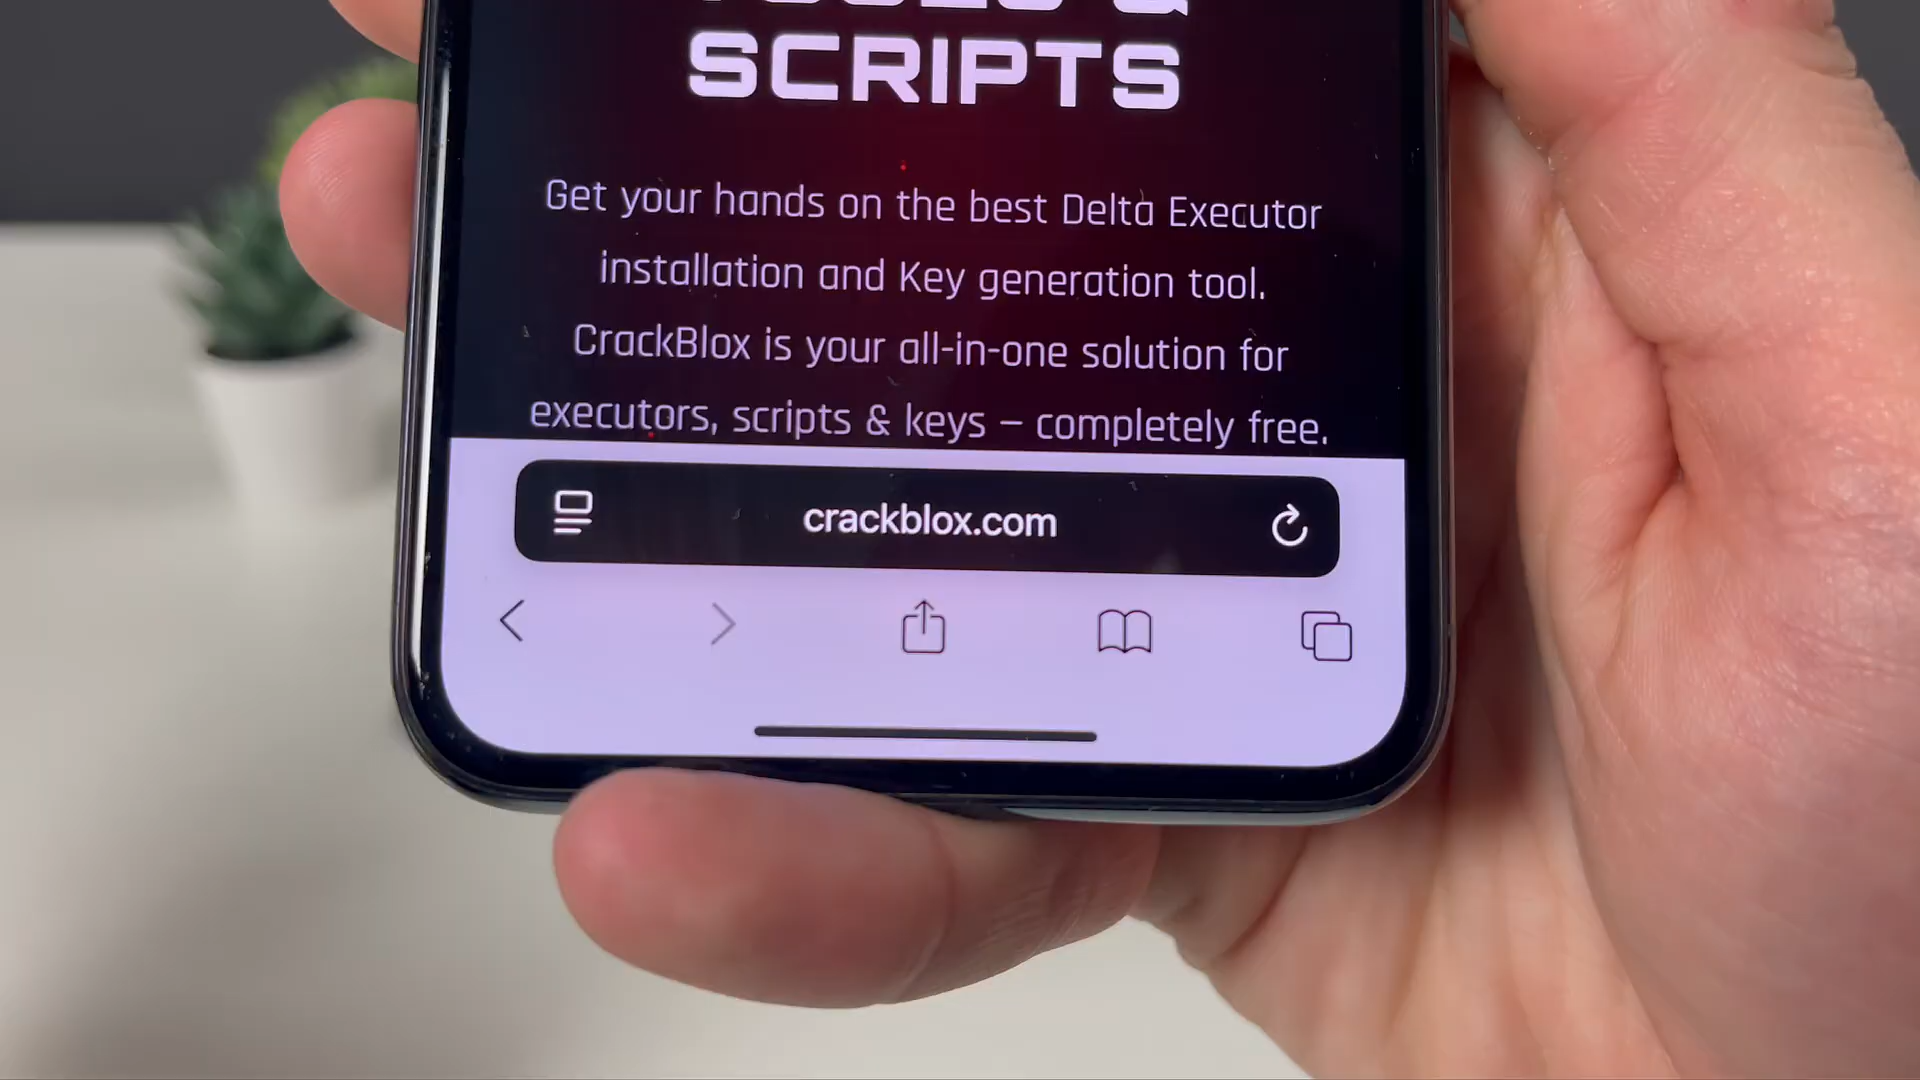 SCRIPTS
Get your hands on the best Delta Executor
installation and Key generation tool.
CrackBlox is your all-in-one solution for
executors, scripts & keys – completely free.
crackblox.com